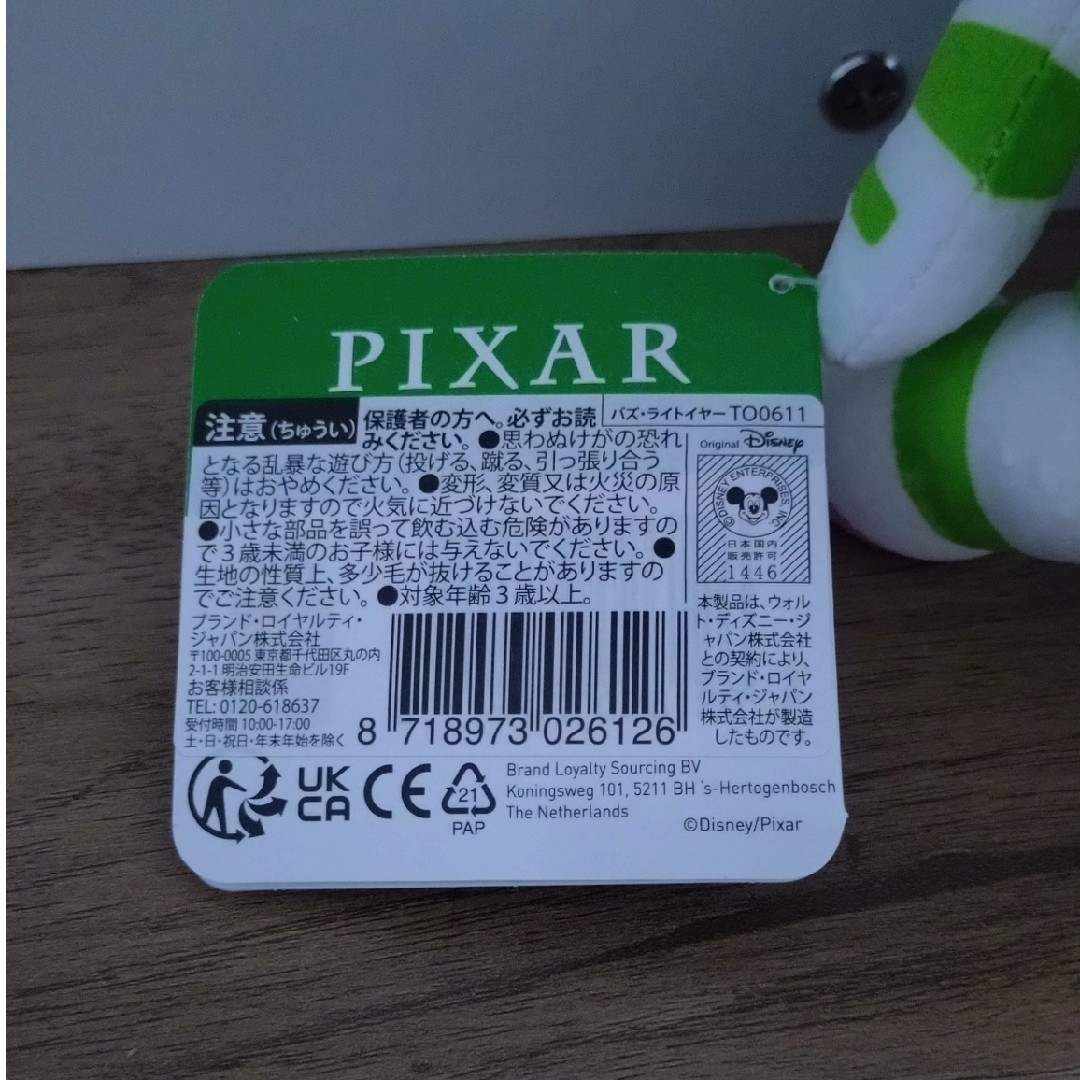 PIXAR
注意(ちゅうい) 保護者の方へ。必ずお読
みください。●思わぬけがの恐れ
となる乱暴な遊び方(投げる、蹴る、引っ張り合う
等)はおやめください。●変形、変質又は火災の原
因となりますので火気に近づけないでください。
●小さな部品を誤って飲む込む危険がありますの
で3歳未満のお子様には与えないでください。●
生地の性質上、多少毛が抜けることがありますの
でご注意ください。●対象年齢3歳以上。
バズ・ライトイヤー TO0611
Original Disney
©DISNEY ENTERPRISES, INC.
日本国内
販売許可
1446
本製品は、ウォル
ト・ディズニー・ジ
ャパン株式会社
との契約により、
ブランド・ロイヤ
ルティ・ジャパン
株式会社が製造
したものです。
ブランド・ロイヤルティ・
ジャパン株式会社
〒100-0005 東京都千代田区丸の内
2-1-1 明治安田生命ビル19F
お客様相談係
TEL: 0120-618637
受付時間 10:00-17:00
土・日・祝日・年末年始を除く
8 718973 026126
UK
CA
CE
21
PAP
Brand Loyalty Sourcing BV
Koningsweg 101, 5211 BH 's-Hertogenbosch
The Netherlands
©Disney/Pixar